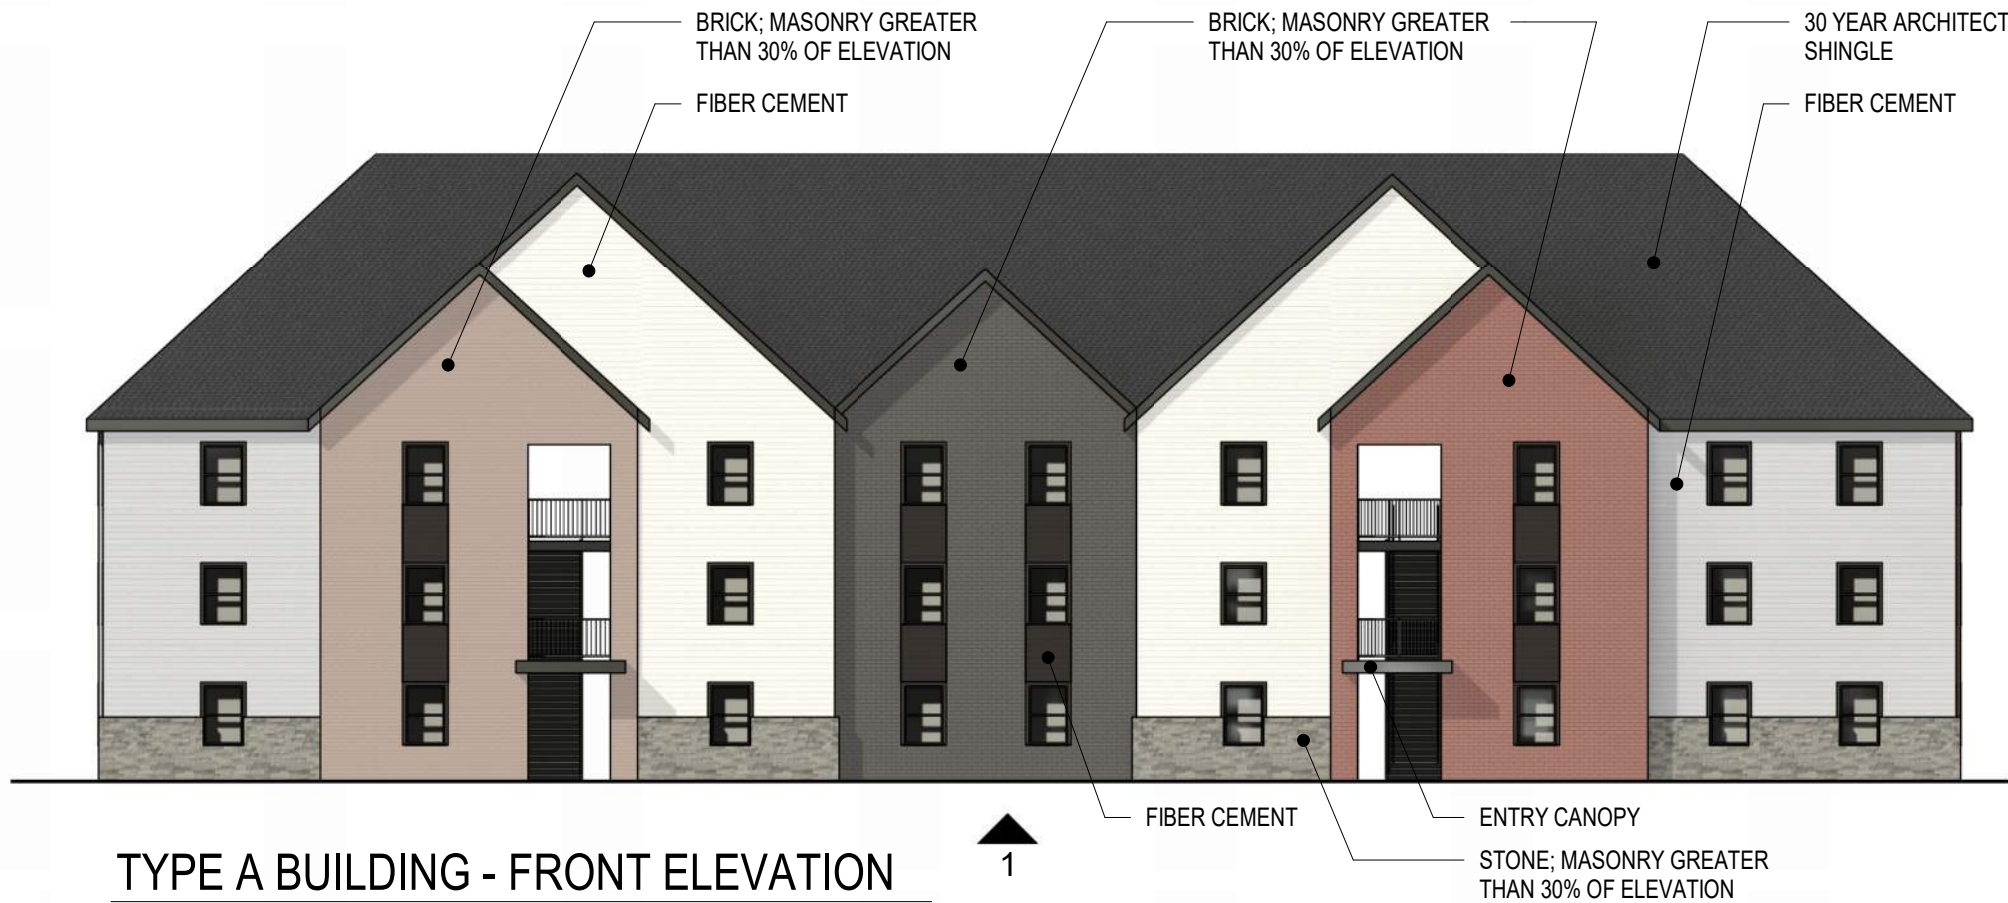 BRICK; MASONRY GREATER
THAN 30% OF ELEVATION
FIBER CEMENT
BRICK; MASONRY GREATER
THAN 30% OF ELEVATION
30 YEAR ARCHITECT
SHINGLE
FIBER CEMENT
FIBER CEMENT
ENTRY CANOPY
STONE; MASONRY GREATER
THAN 30% OF ELEVATION
1
TYPE A BUILDING - FRONT ELEVATION